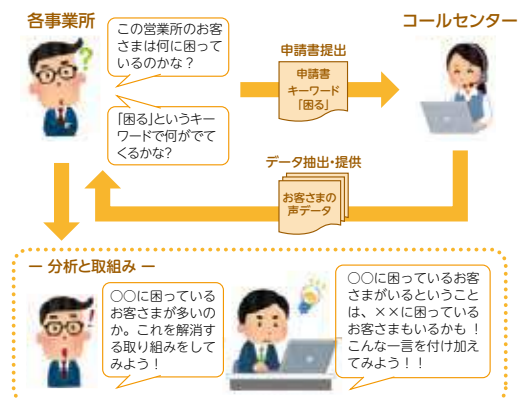 各事業所
コールセンター
この営業所のお客
さまは何に困って
いるのかな?
「困る」というキー
ワードで何がでて
くるかな?
申請書提出
申請書
キーワード
「困る」
データ抽出・提供
お客さまの
声データ
ー 分析と取組み ー
〇〇に困っている
お客さまが多いの
か。これを解消す
る取り組みをして
みよう!
〇〇に困っているお客
さまがいるということ
は、××に困っている
お客さまもいるかも!
こんな一言を付け加え
てみよう!!